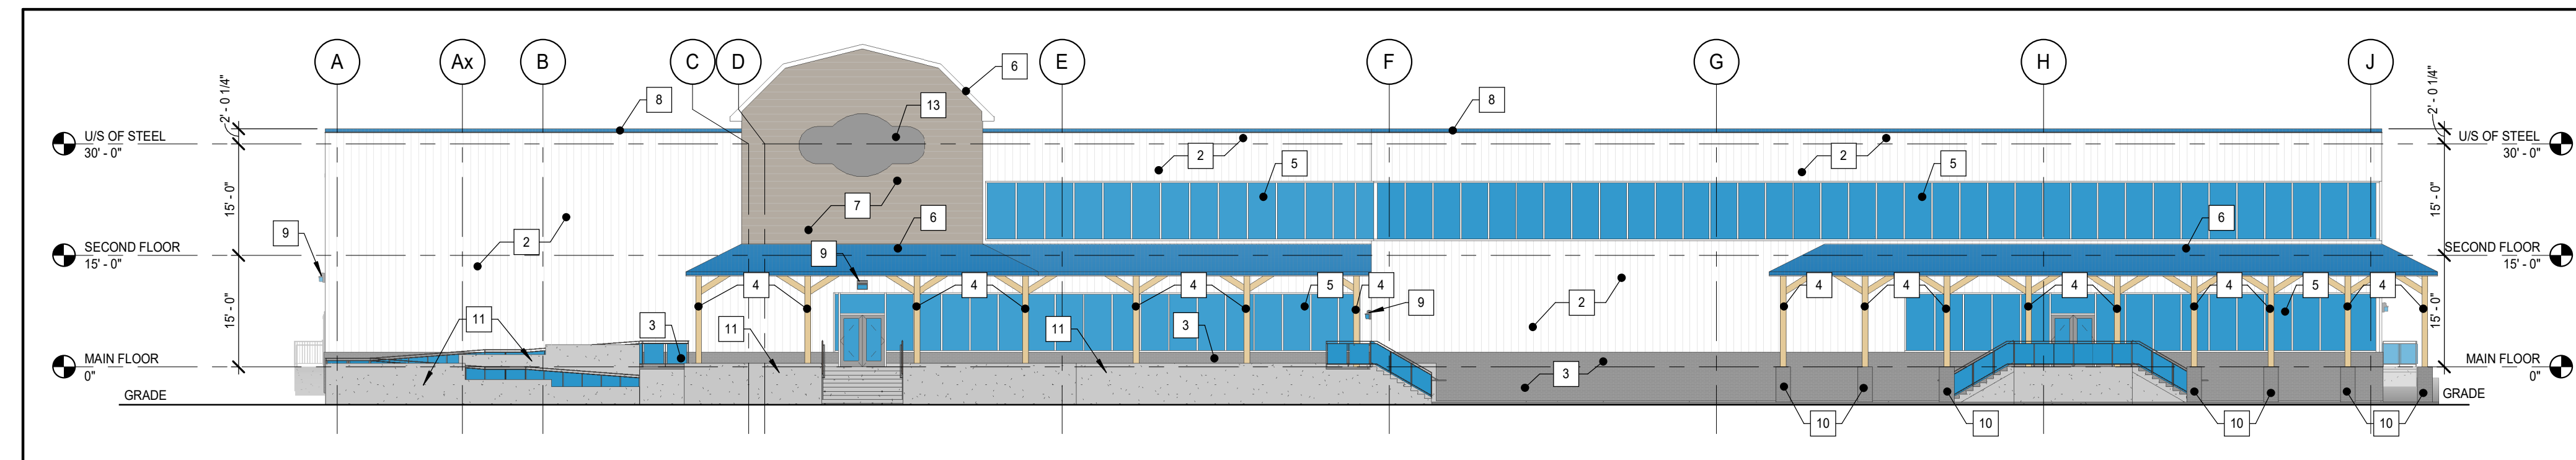 A Ax B C D E F G H J
6
8 13 8
2' - 0 1/4" 2' - 0 1/4"
U/S OF STEEL U/S OF STEEL
30' - 0" 30' - 0"
2 5 2 5
15' - 0" 15' - 0"
7
9 2 6 6
SECOND FLOOR SECOND FLOOR
15' - 0" 15' - 0"
9
4 4 4 5 4 4 4 4 4 5 4
15' - 0" 15' - 0"
9 2
11 3 11 11 3
MAIN FLOOR MAIN FLOOR
0" 0"
3
GRADE GRADE
10 10 10 10